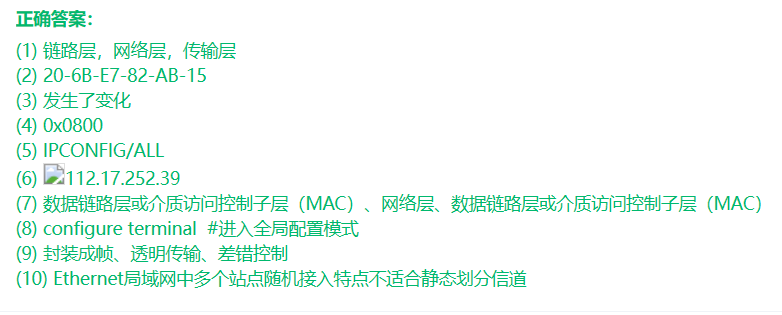 正确答案：
(1) 链路层，网络层，传输层
(2) 20-6B-E7-82-AB-15
(3) 发生了变化
(4) 0x0800
(5) IPCONFIG/ALL
(6) 112.17.252.39
(7) 数据链路层或介质访问控制子层（MAC）、网络层、数据链路层或介质访问控制子层（MAC）
(8) configure terminal  #进入全局配置模式
(9) 封装成帧、透明传输、差错控制
(10) Ethernet局域网中多个站点随机接入特点不适合静态划分信道